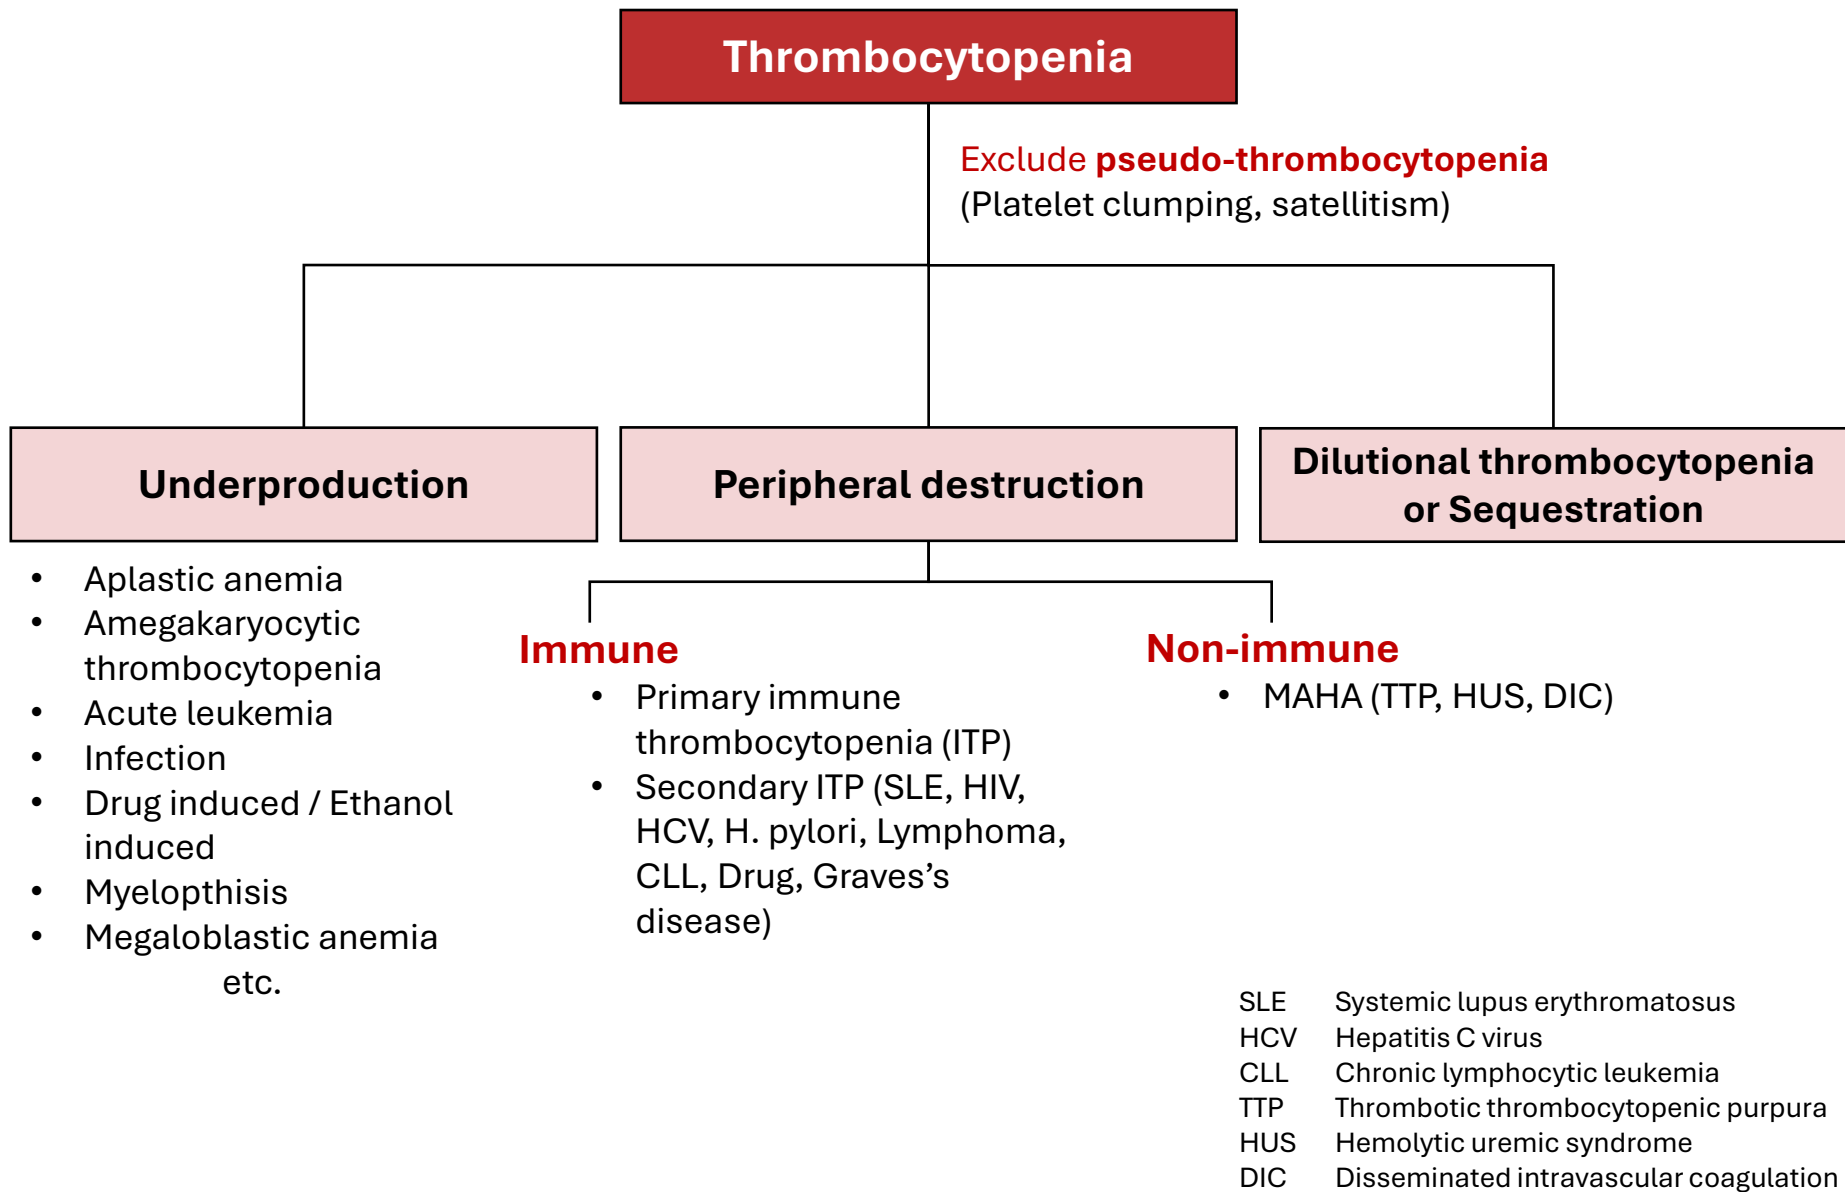 Thrombocytopenia
Exclude pseudo-thrombocytopenia
(Platelet clumping, satellitism)
Underproduction
• Aplastic anemia
• Amegakaryocytic
thrombocytopenia
• Acute leukemia
• Infection
• Drug induced / Ethanol
induced
• Myelopthisis
• Megaloblastic anemia
etc.
Peripheral destruction
Immune
• Primary immune
thrombocytopenia (ITP)
• Secondary ITP (SLE, HIV,
HCV, H. pylori, Lymphoma,
CLL, Drug, Graves’s
disease)
Non-immune
• MAHA (TTP, HUS, DIC)
Dilutional thrombocytopenia
or Sequestration
SLE Systemic lupus erythromatosus
HCV Hepatitis C virus
CLL Chronic lymphocytic leukemia
TTP Thrombotic thrombocytopenic purpura
HUS Hemolytic uremic syndrome
DIC Disseminated intravascular coagulation